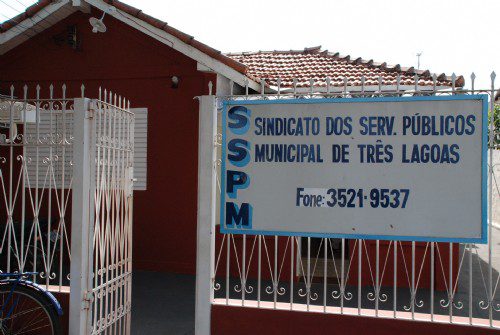 SSPM
SINDICATO DOS SERV. PÚBLICOS
MUNICIPAL DE TRÊS LAGOAS
Fone: 3521-9537